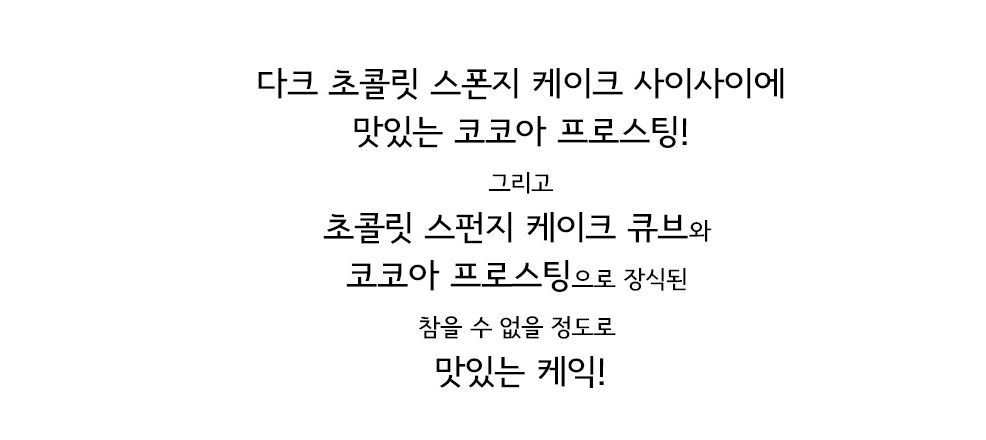 다크 초콜릿 스폰지 케이크 사이사이에
맛있는 코코아 프로스팅!
그리고
초콜릿 스펀지 케이크 큐브와
코코아 프로스팅으로 장식된
참을 수 없을 정도로
맛있는 케익!